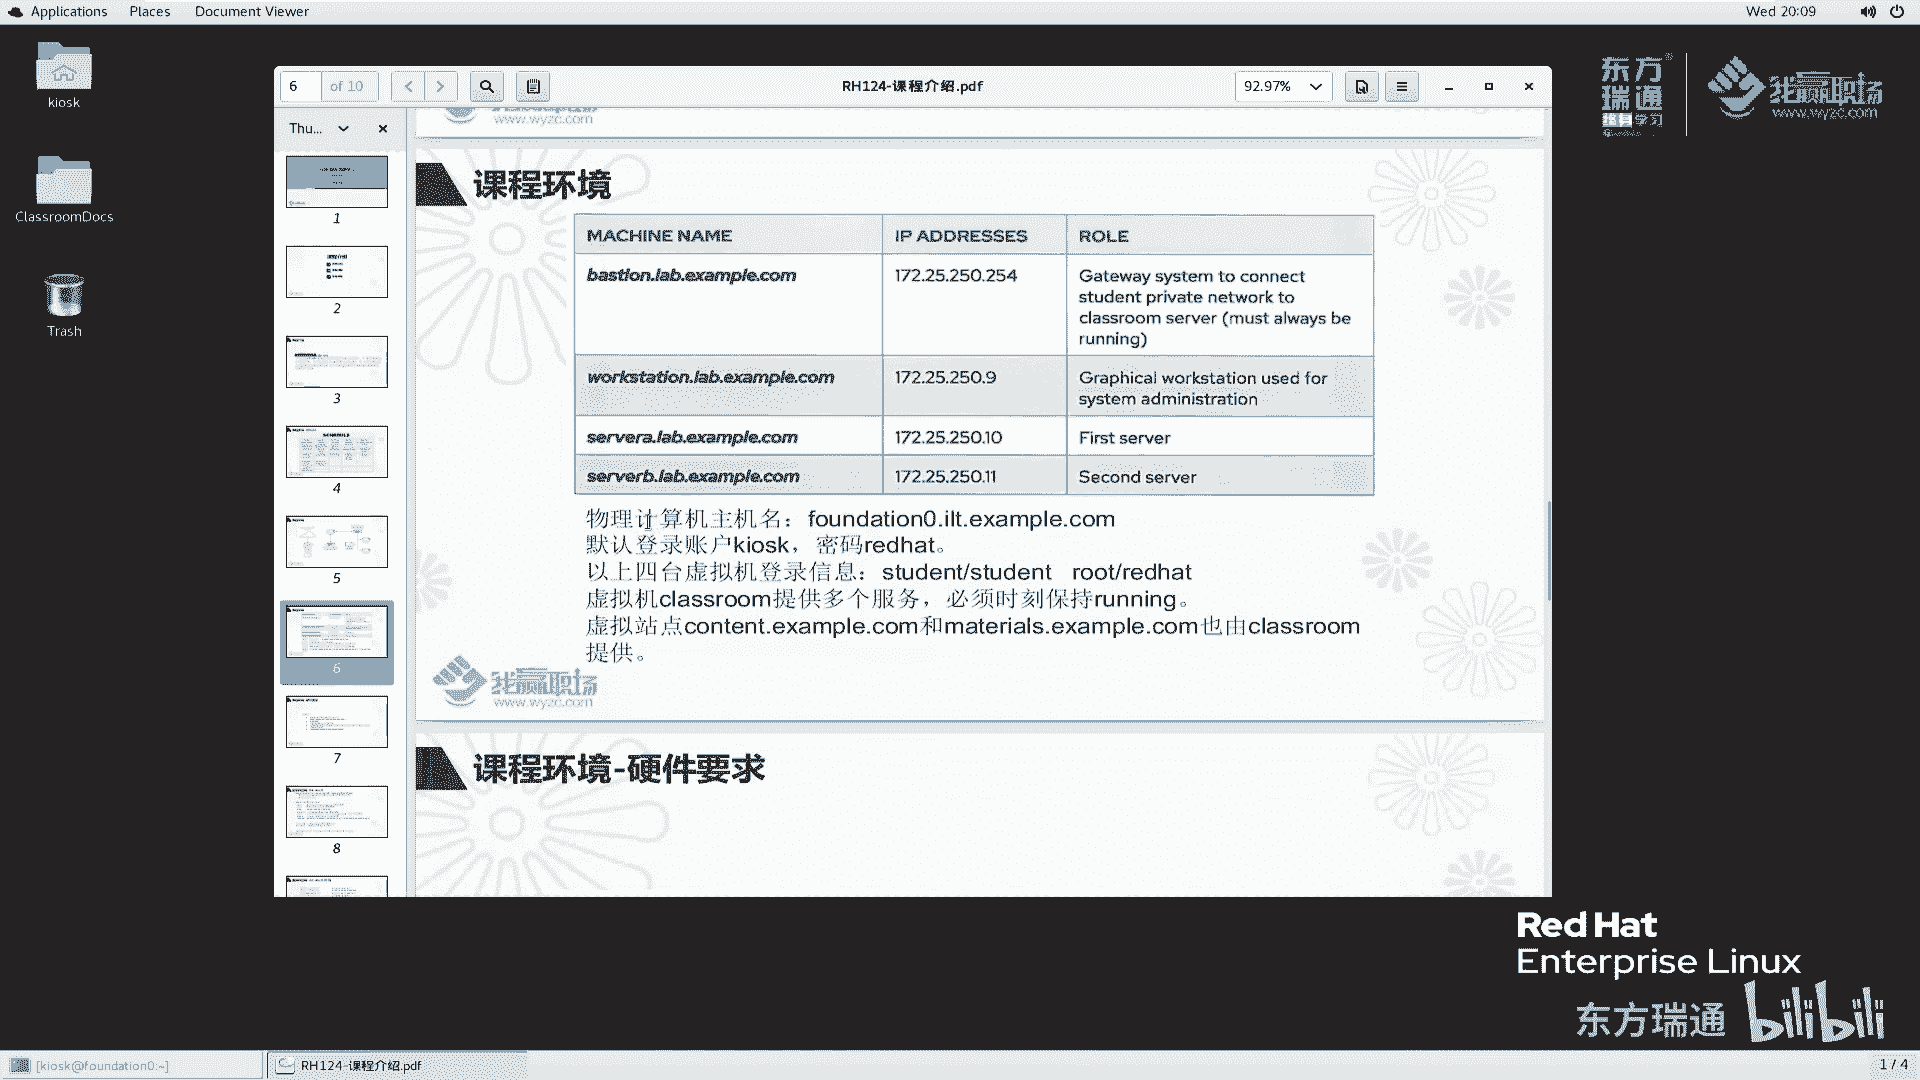 Applications Places Document Viewer Wed 20:09
kiosk
ClassroomDocs
Trash
6 of 10 RH124-课程介绍.pdf 92.97%
Thu...
1
2
3
4
5
6
7
8
www.wyzc.com
课程环境
MACHINE NAME IP ADDRESSES ROLE
bastion.lab.example.com 172.25.250.254 Gateway system to connect
student private network to
classroom server (must always be
running)
workstation.lab.example.com 172.25.250.9 Graphical workstation used for
system administration
servera.lab.example.com 172.25.250.10 First server
serverb.lab.example.com 172.25.250.11 Second server
物理计算机主机名：foundation0.ilt.example.com
默认登录账户kiosk，密码redhat。
以上四台虚拟机登录信息：student/student root/redhat
虚拟机classroom提供多个服务，必须时刻保持running。
虚拟站点content.example.com和materials.example.com也由classroom
提供。
我赢职场
www.wyzc.com
课程环境-硬件要求
东方
瑞通
终身学习
我赢职场
www.wyzc.com
Red Hat
Enterprise Linux
东方瑞通 bilibili
[kiosk@foundation0:~] RH124-课程介绍.pdf 1 / 4